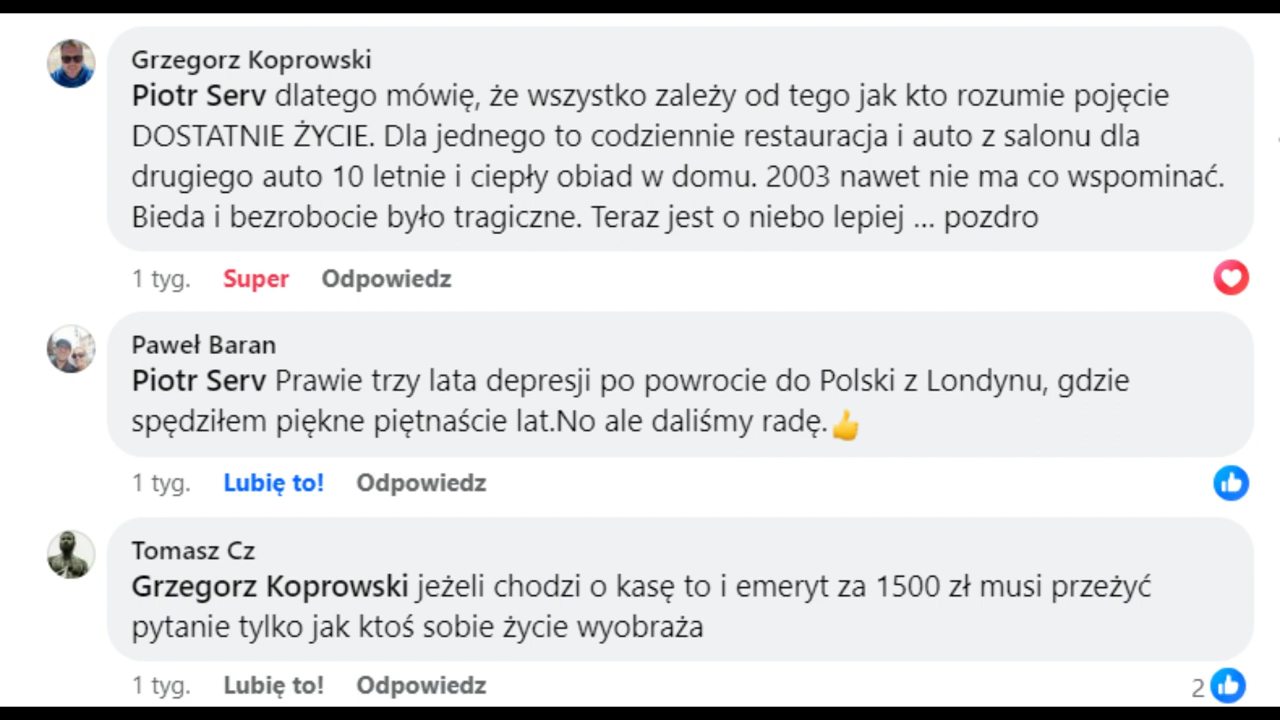 Grzegorz Koprowski
Piotr Serv dlatego mówię, że wszystko zależy od tego jak kto rozumie pojęcie
DOSTATNIE ŻYCIE. Dla jednego to codziennie restauracja i auto z salonu dla
drugiego auto 10 letnie i ciepły obiad w domu. 2003 nawet nie ma co wspominać.
Bieda i bezrobocie było tragiczne. Teraz jest o niebo lepiej ... pozdro
1 tyg. Super Odpowiedz
Paweł Baran
Piotr Serv Prawie trzy lata depresji po powrocie do Polski z Londynu, gdzie
spędziłem piękne piętnaście lat.No ale daliśmy radę.👍
1 tyg. Lubię to! Odpowiedz
Tomasz Cz
Grzegorz Koprowski jeżeli chodzi o kasę to i emeryt za 1500 zł musi przeżyć
pytanie tylko jak ktoś sobie życie wyobraża
1 tyg. Lubię to! Odpowiedz 2